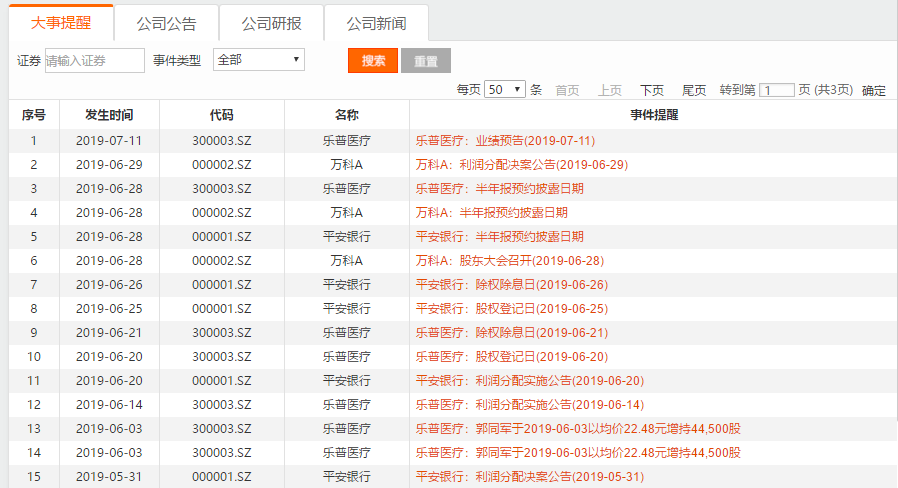 大事提醒 公司公告 公司研报 公司新闻
证券 请输入证券 事件类型 全部 搜索 重置
每页 50 条 首页 上页 下页 尾页 转到第 1 页 (共3页) 确定
序号 发生时间 代码 名称 事件提醒
1 2019-07-11 300003.SZ 乐普医疗 乐普医疗：业绩预告(2019-07-11)
2 2019-06-29 000002.SZ 万科A 万科A：利润分配决案公告(2019-06-29)
3 2019-06-28 300003.SZ 乐普医疗 乐普医疗：半年报预约披露日期
4 2019-06-28 000002.SZ 万科A 万科A：半年报预约披露日期
5 2019-06-28 000001.SZ 平安银行 平安银行：半年报预约披露日期
6 2019-06-28 000002.SZ 万科A 万科A：股东大会召开(2019-06-28)
7 2019-06-26 000001.SZ 平安银行 平安银行：除权除息日(2019-06-26)
8 2019-06-25 000001.SZ 平安银行 平安银行：股权登记日(2019-06-25)
9 2019-06-21 300003.SZ 乐普医疗 乐普医疗：除权除息日(2019-06-21)
10 2019-06-20 300003.SZ 乐普医疗 乐普医疗：股权登记日(2019-06-20)
11 2019-06-20 000001.SZ 平安银行 平安银行：利润分配实施公告(2019-06-20)
12 2019-06-14 300003.SZ 乐普医疗 乐普医疗：利润分配实施公告(2019-06-14)
13 2019-06-03 300003.SZ 乐普医疗 乐普医疗：郭同军于2019-06-03以均价22.48元增持44,500股
14 2019-06-03 300003.SZ 乐普医疗 乐普医疗：郭同军于2019-06-03以均价22.48元增持44,500股
15 2019-05-31 000001.SZ 平安银行 平安银行：利润分配决案公告(2019-05-31)